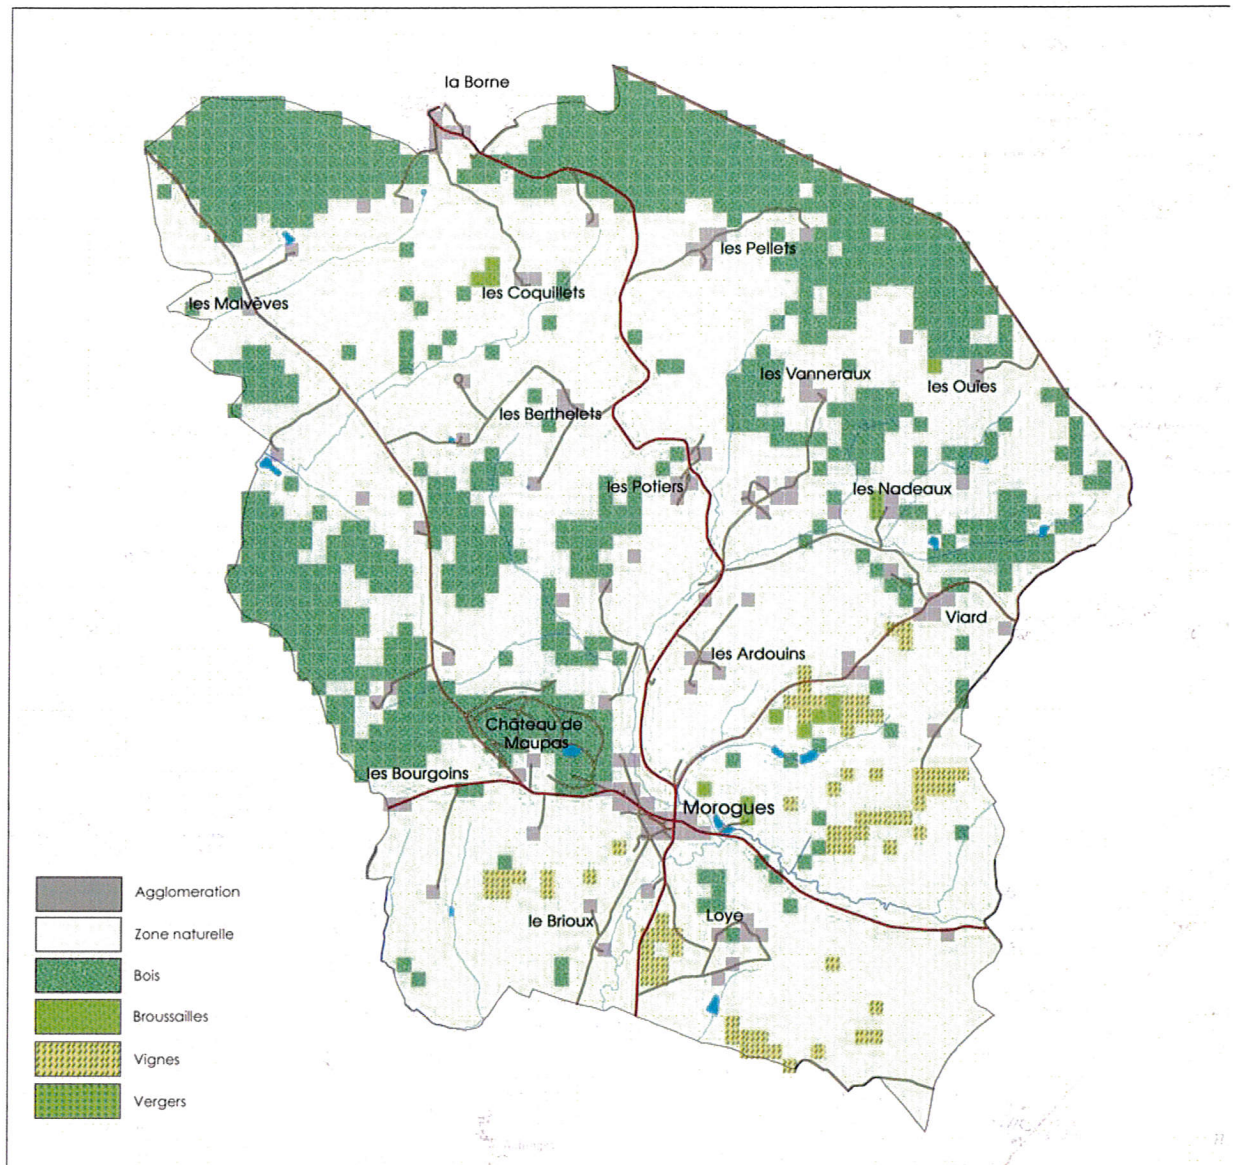 la Borne
les Pellets
les Coquillets
les Malvèves
les Vanneraux
les Ouïes
les Berthelets
les Potiers
les Nadeaux
Viard
les Ardouins
Château de
Maupas
les Bourgoins
Morogues
le Brioux
Loye
Agglomeration
Zone naturelle
Bois
Broussailles
Vignes
Vergers